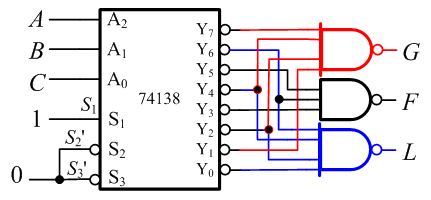 A A₂ Y₇ G
B A₁ Y₆
C A₀ Y₅
74138 Y₄ F
S₁ Y₃
1 S₁
S₂' S₂ Y₂
Y₁ L
0 S₃' S₃ Y₀